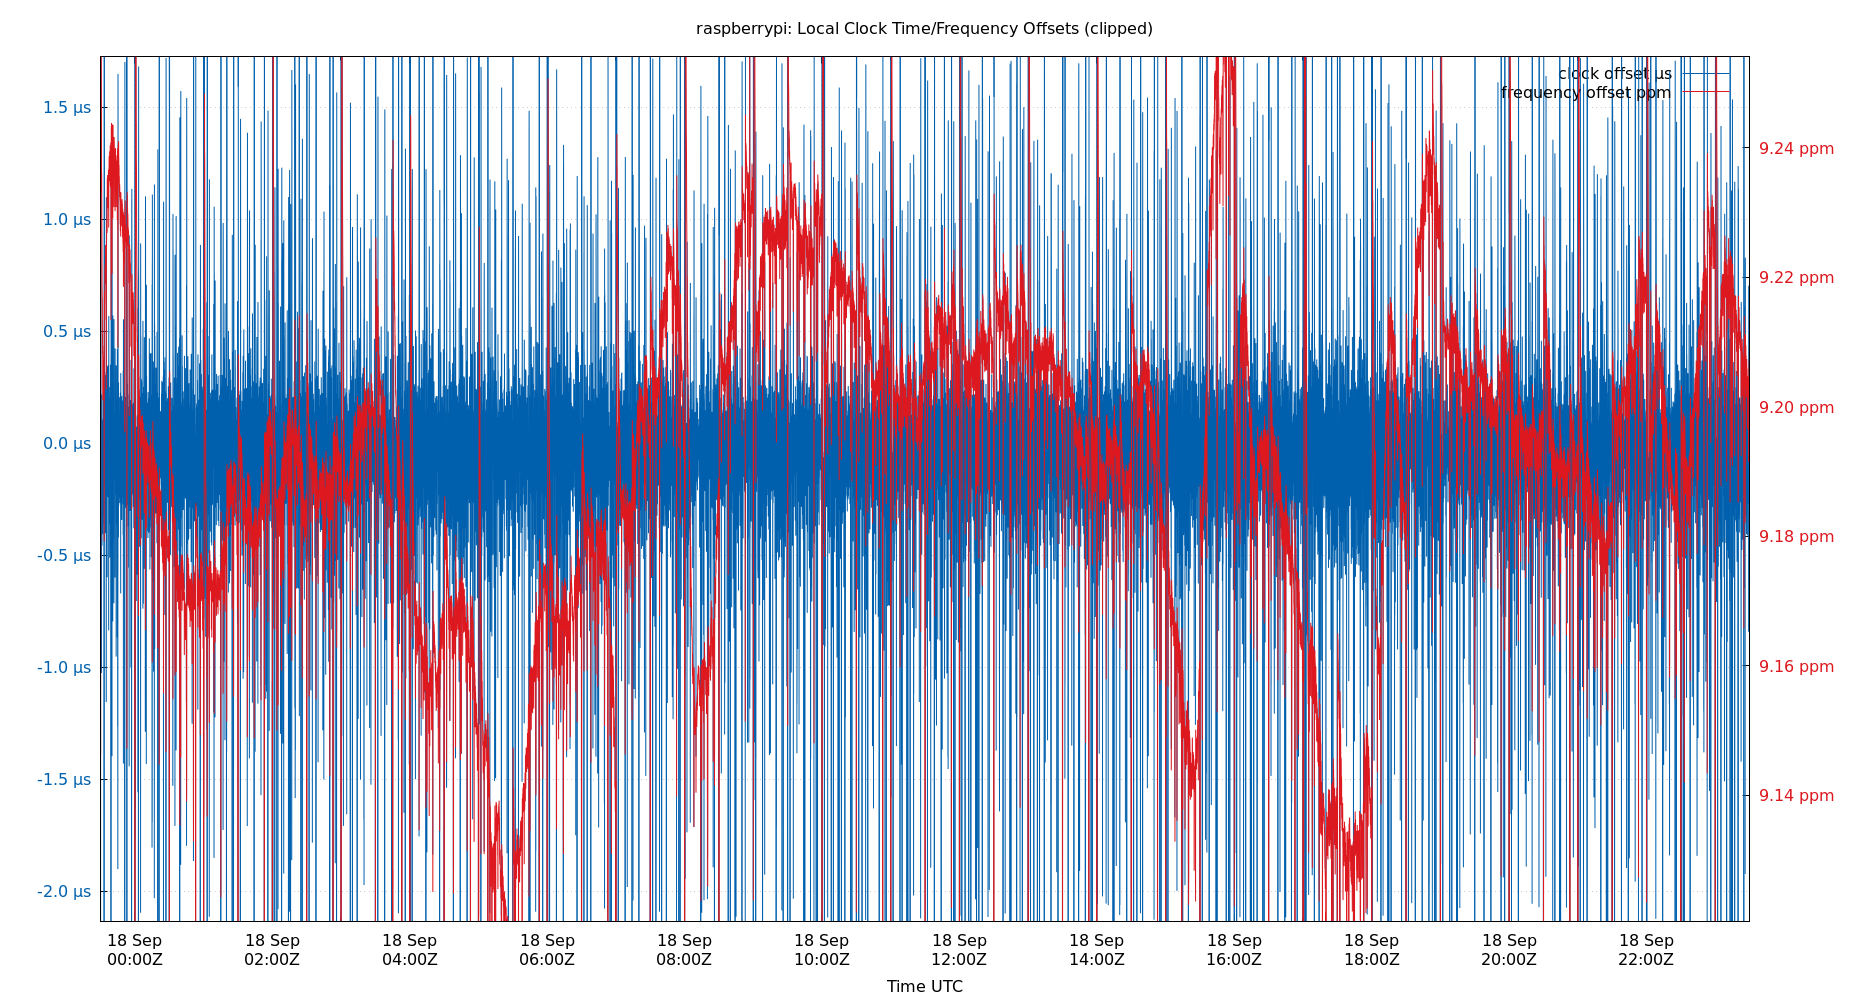 raspberrypi: Local Clock Time/Frequency Offsets (clipped)
clock offset µs
frequency offset ppm
1.5 µs
1.0 µs
0.5 µs
0.0 µs
-0.5 µs
-1.0 µs
-1.5 µs
-2.0 µs
9.24 ppm
9.22 ppm
9.20 ppm
9.18 ppm
9.16 ppm
9.14 ppm
18 Sep 18 Sep 18 Sep 18 Sep 18 Sep 18 Sep 18 Sep 18 Sep 18 Sep 18 Sep 18 Sep 18 Sep
00:00Z 02:00Z 04:00Z 06:00Z 08:00Z 10:00Z 12:00Z 14:00Z 16:00Z 18:00Z 20:00Z 22:00Z
Time UTC